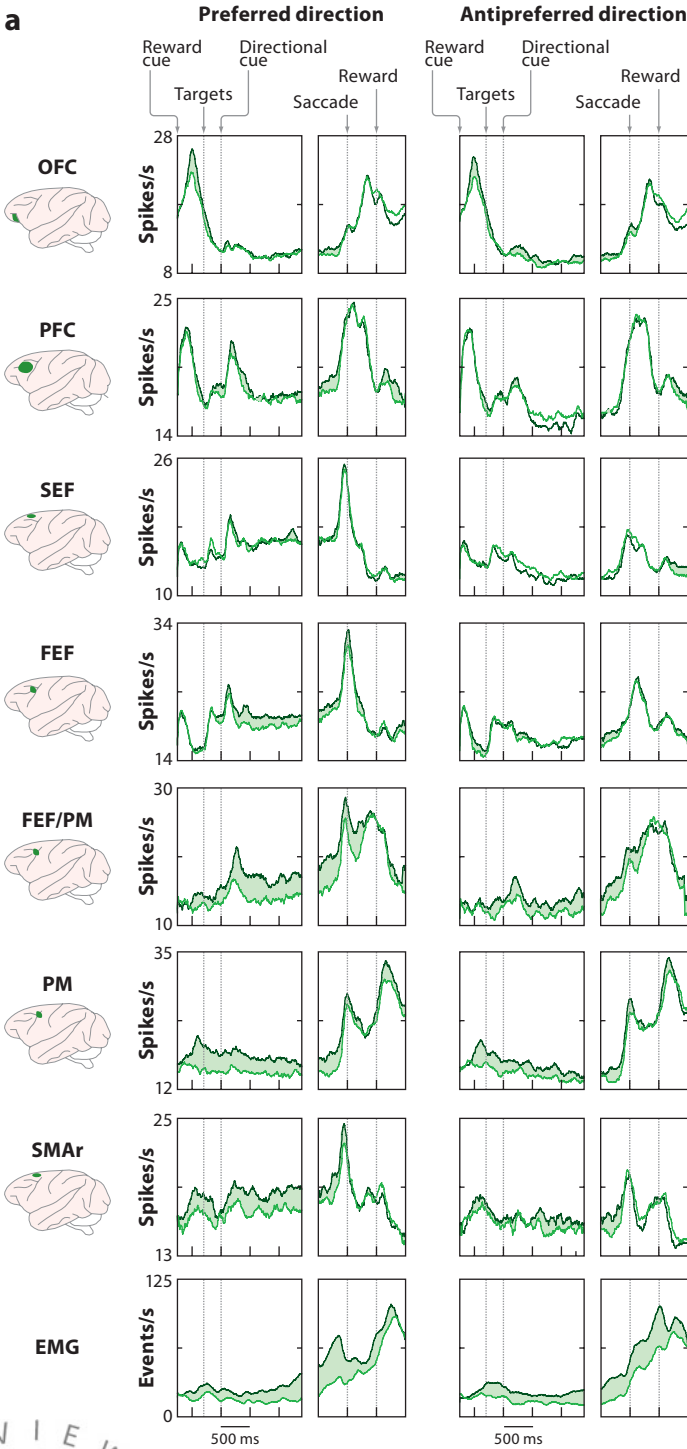 a
Preferred direction
Antipreferred direction
Reward cue
Directional cue
Targets
Saccade
Reward
Reward cue
Directional cue
Targets
Saccade
Reward
OFC
Spikes/s
28
8
PFC
Spikes/s
25
14
SEF
Spikes/s
26
10
FEF
Spikes/s
34
14
FEF/PM
Spikes/s
30
10
PM
Spikes/s
35
12
SMAr
Spikes/s
25
13
EMG
Events/s
125
0
500 ms
500 ms